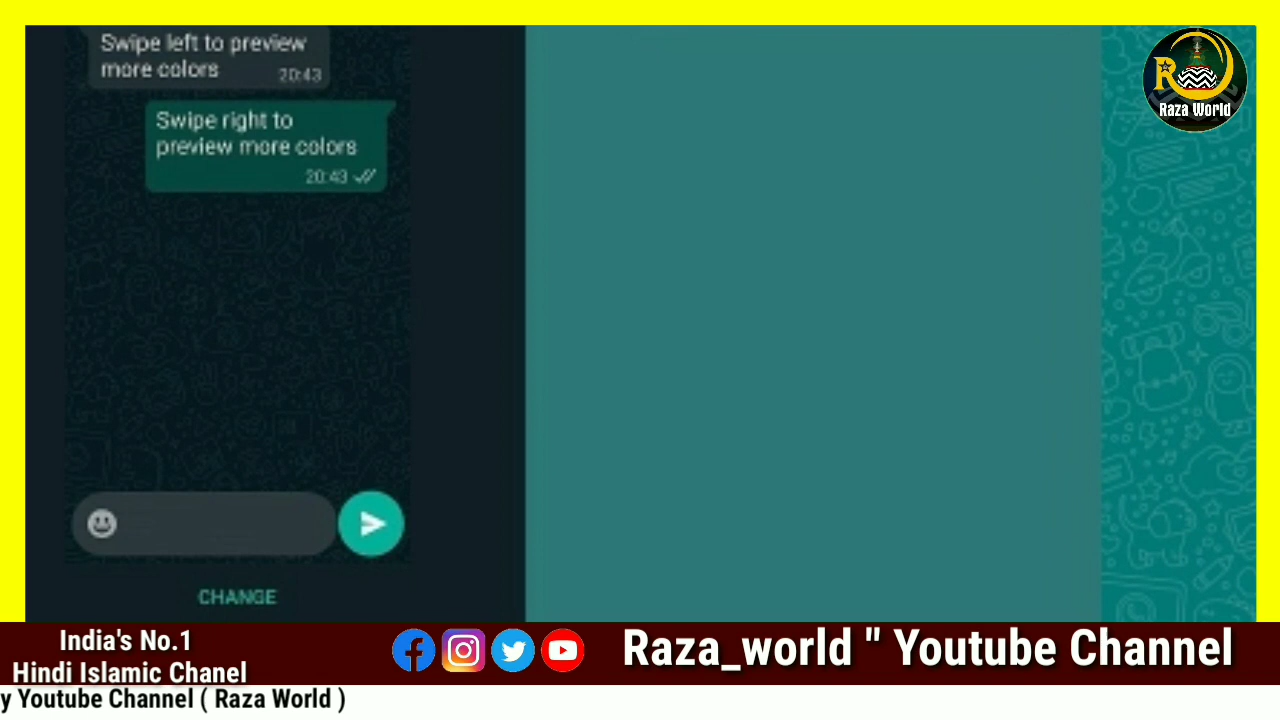 Swipe left to preview
more colors
20:43
Swipe right to
preview more colors
20:43
CHANGE
R
Raza World
India's No.1
Hindi Islamic Chanel
Raza_world " Youtube Channel
y Youtube Channel ( Raza World )